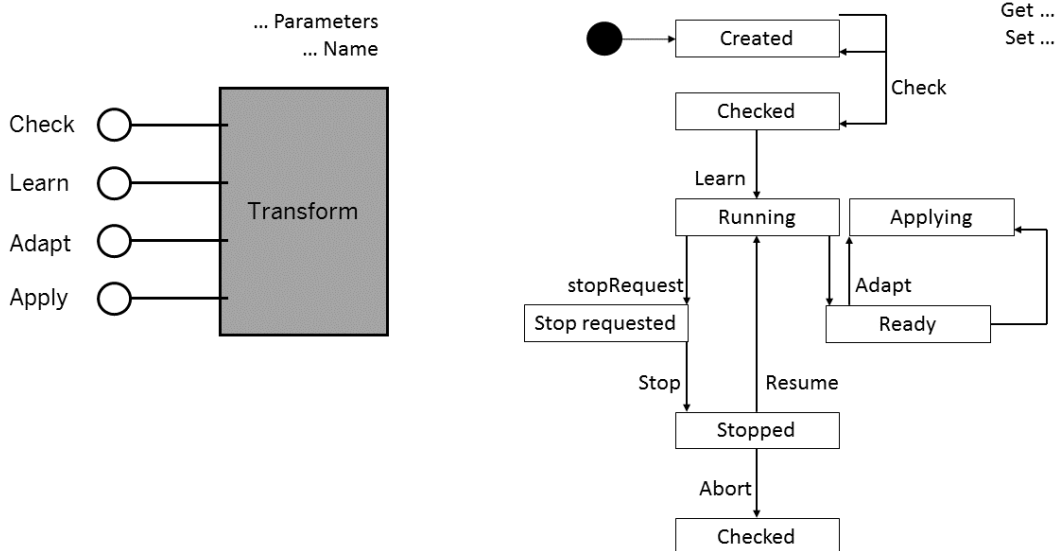 ... Parameters
... Name
Check
Learn
Adapt
Apply
Transform
Get ...
Set ...
Created
Check
Checked
Learn
Running
Applying
stopRequest
Adapt
Stop requested
Ready
Stop
Resume
Stopped
Abort
Checked